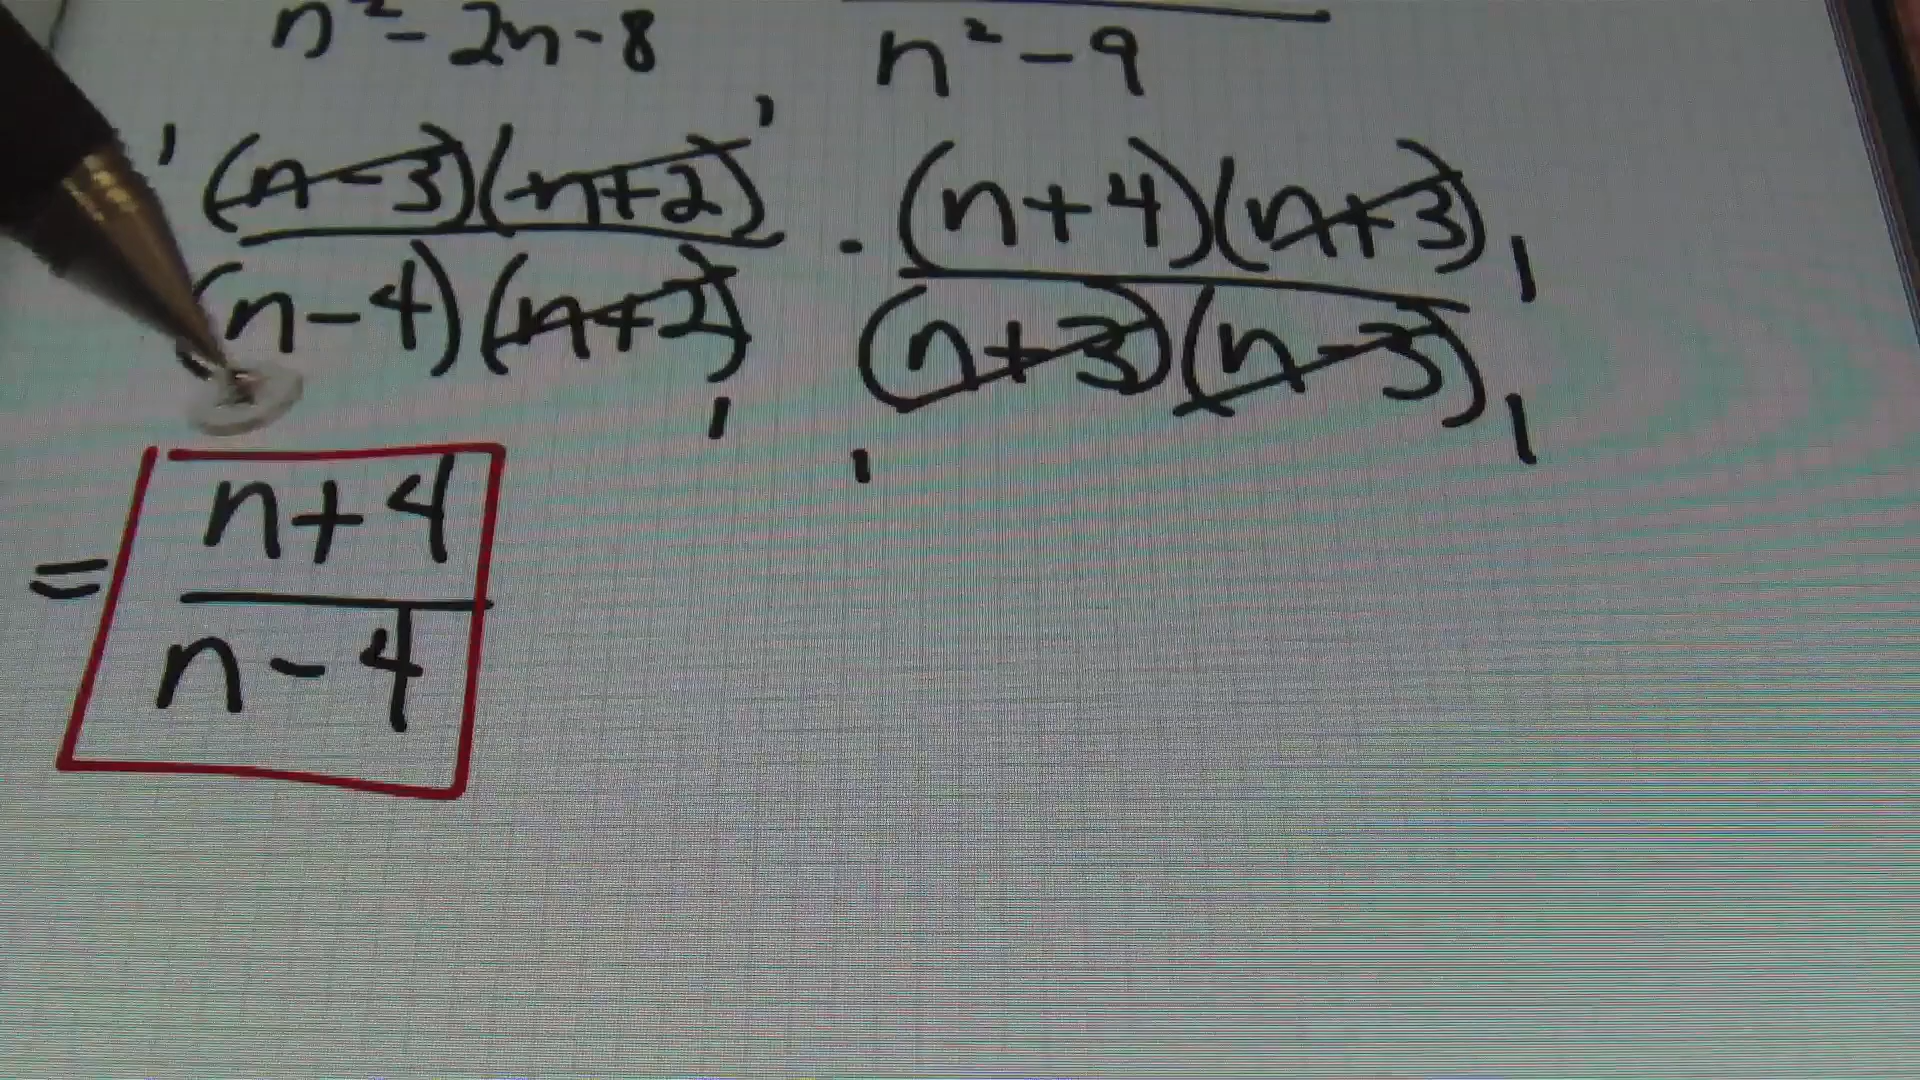 n² - 2n - 8    n² - 9
(n-3)(n+2) · (n+4)(n+3)
(n-4)(n+2)    (n+3)(n-3)
= n+4
n-4